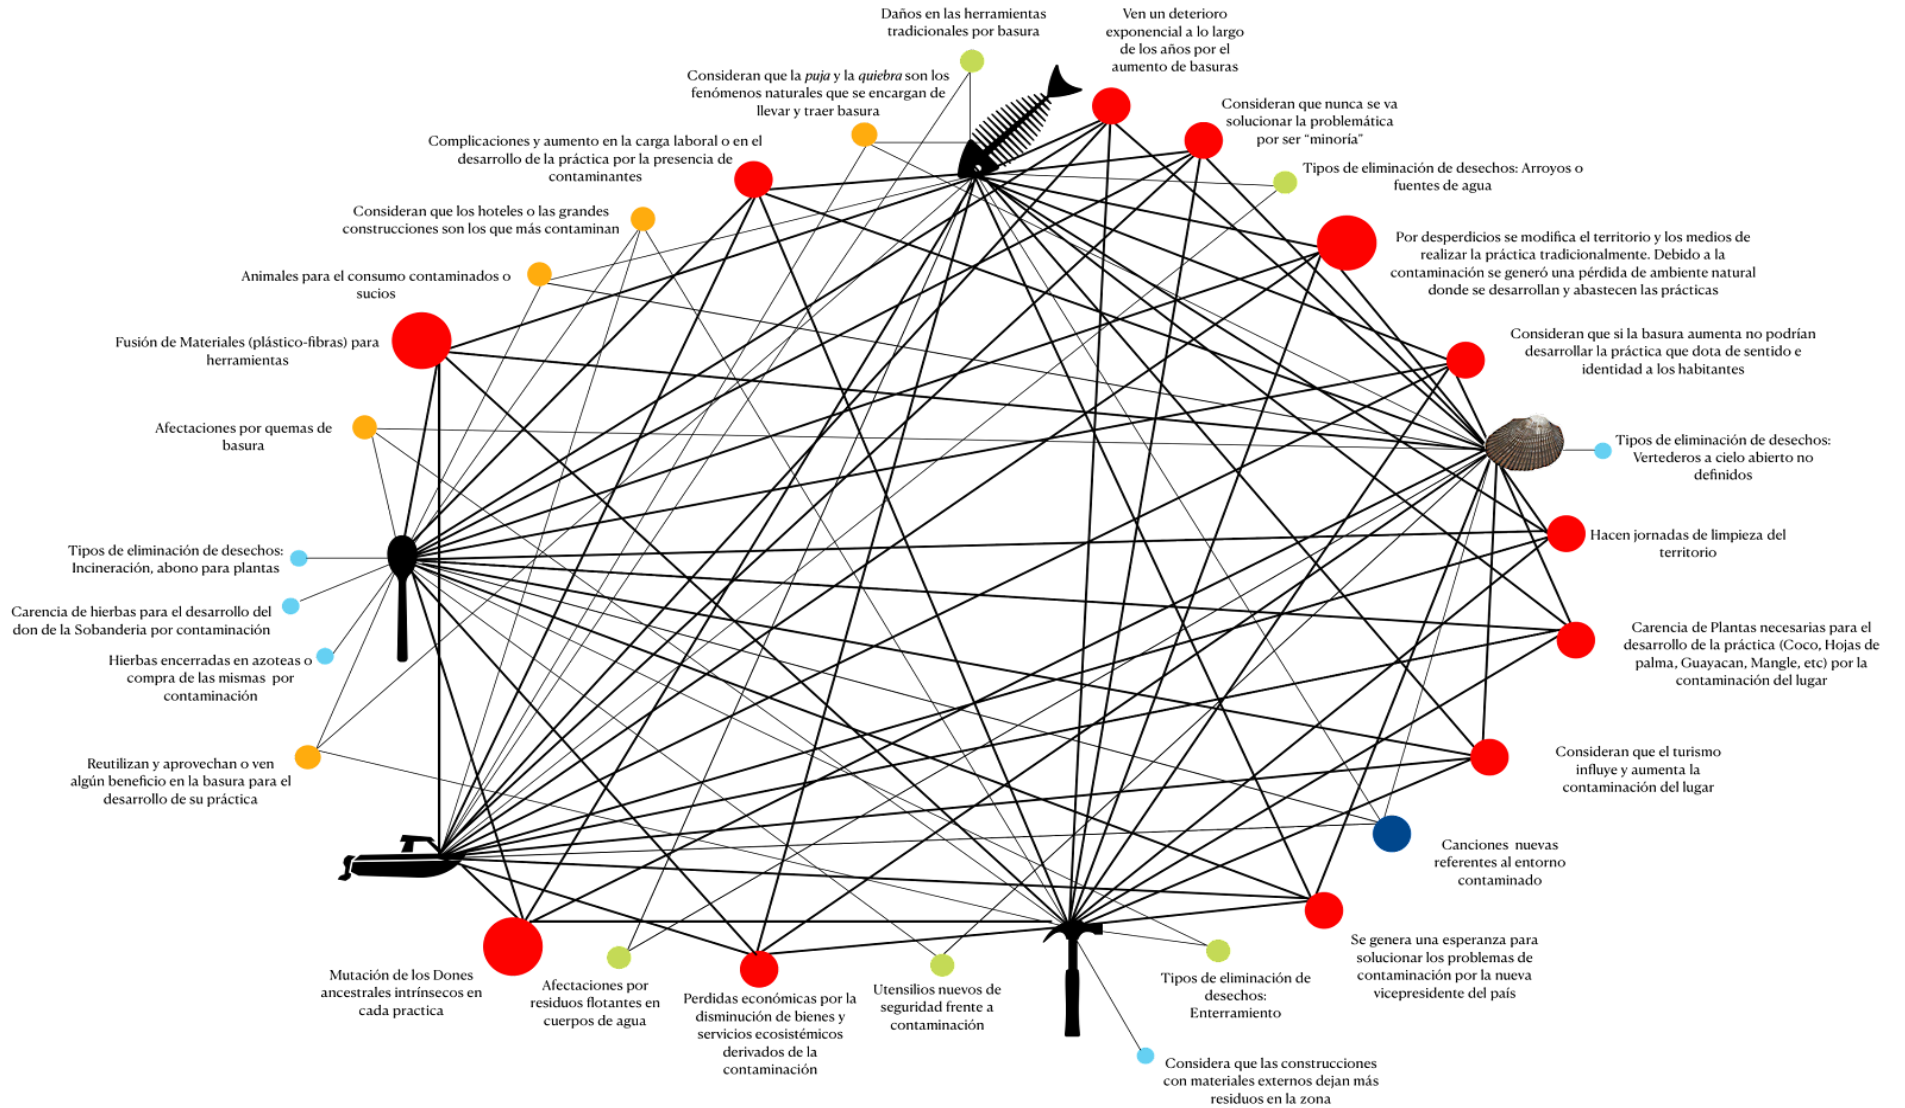 Daños en las herramientas
tradicionales por basura
Ven un deterioro
exponencial a lo largo
de los años por el
aumento de basuras
Consideran que la puja y la quiebra son los
fenómenos naturales que se encargan de
llevar y traer basura
Consideran que nunca se va
solucionar la problemática
por ser “minoría”
Complicaciones y aumento en la carga laboral o en el
desarrollo de la práctica por la presencia de
contaminantes
Tipos de eliminación de desechos: Arroyos o
fuentes de agua
Consideran que los hoteles o las grandes
construcciones son los que más contaminan
Por desperdicios se modifica el territorio y los medios de
realizar la práctica tradicionalmente. Debido a la
contaminación se generó una pérdida de ambiente natural
donde se desarrollan y abastecen las prácticas
Animales para el consumo contaminados o
sucios
Fusión de Materiales (plástico-fibras) para
herramientas
Consideran que si la basura aumenta no podrían
desarrollar la práctica que dota de sentido e
identidad a los habitantes
Afectaciones por quemas de
basura
Tipos de eliminación de desechos:
Vertederos a cielo abierto no
definidos
Tipos de eliminación de desechos:
Incineración, abono para plantas
Hacen jornadas de limpieza del
territorio
Carencia de hierbas para el desarrollo del
don de la Sobanderia por contaminación
Carencia de Plantas necesarias para el
desarrollo de la práctica (Coco, Hojas de
palma, Guayacan, Mangle, etc) por la
contaminación del lugar
Hierbas encerradas en azoteas o
compra de las mismas por
contaminación
Reutilizan y aprovechan o ven
algún beneficio en la basura para el
desarrollo de su práctica
Consideran que el turismo
influye y aumenta la
contaminación del lugar
Canciones nuevas
referentes al entorno
contaminado
Se genera una esperanza para
solucionar los problemas de
contaminación por la nueva
vicepresidente del país
Mutación de los Dones
ancestrales intrínsecos en
cada practica
Afectaciones por
residuos flotantes en
cuerpos de agua
Perdidas económicas por la
disminución de bienes y
servicios ecosistémicos
derivados de la
contaminación
Utensilios nuevos de
seguridad frente a
contaminación
Tipos de eliminación de
desechos:
Enterramiento
Considera que las construcciones
con materiales externos dejan más
residuos en la zona